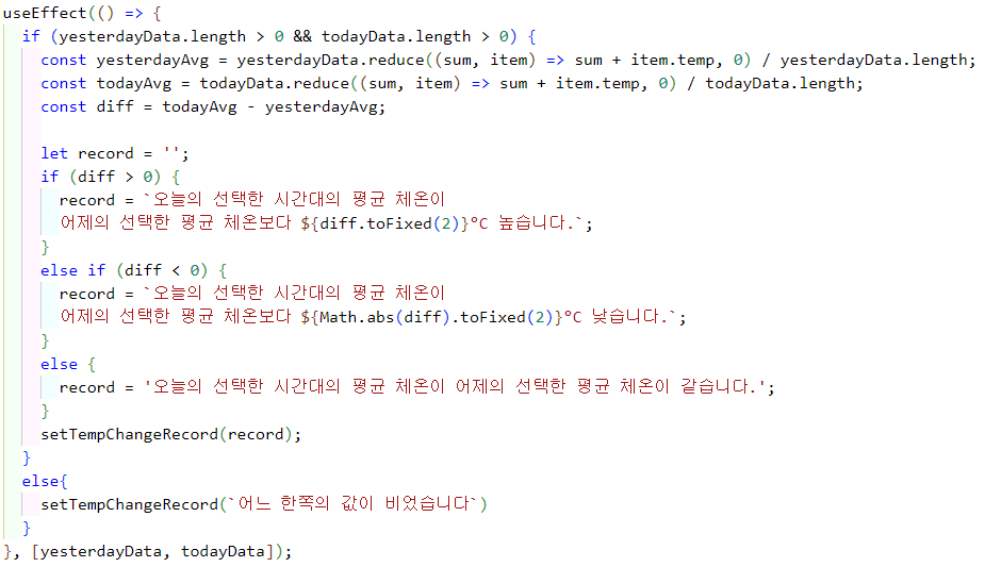 useEffect(() => {
  if (yesterdayData.length > 0 && todayData.length > 0) {
    const yesterdayAvg = yesterdayData.reduce((sum, item) => sum + item.temp, 0) / yesterdayData.length;
    const todayAvg = todayData.reduce((sum, item) => sum + item.temp, 0) / todayData.length;
    const diff = todayAvg - yesterdayAvg;

    let record = '';
    if (diff > 0) {
      record = `오늘의 선택한 시간대의 평균 체온이
      어제의 선택한 평균 체온보다 ${diff.toFixed(2)}°C 높습니다.`;
    }
    else if (diff < 0) {
      record = `오늘의 선택한 시간대의 평균 체온이
      어제의 선택한 평균 체온보다 ${Math.abs(diff).toFixed(2)}°C 낮습니다.`;
    }
    else {
      record = '오늘의 선택한 시간대의 평균 체온이 어제의 선택한 평균 체온이 같습니다.';
    }
    setTempChangeRecord(record);
  }
  else{
    setTempChangeRecord(`어느 한쪽의 값이 비었습니다`)
  }
}, [yesterdayData, todayData]);